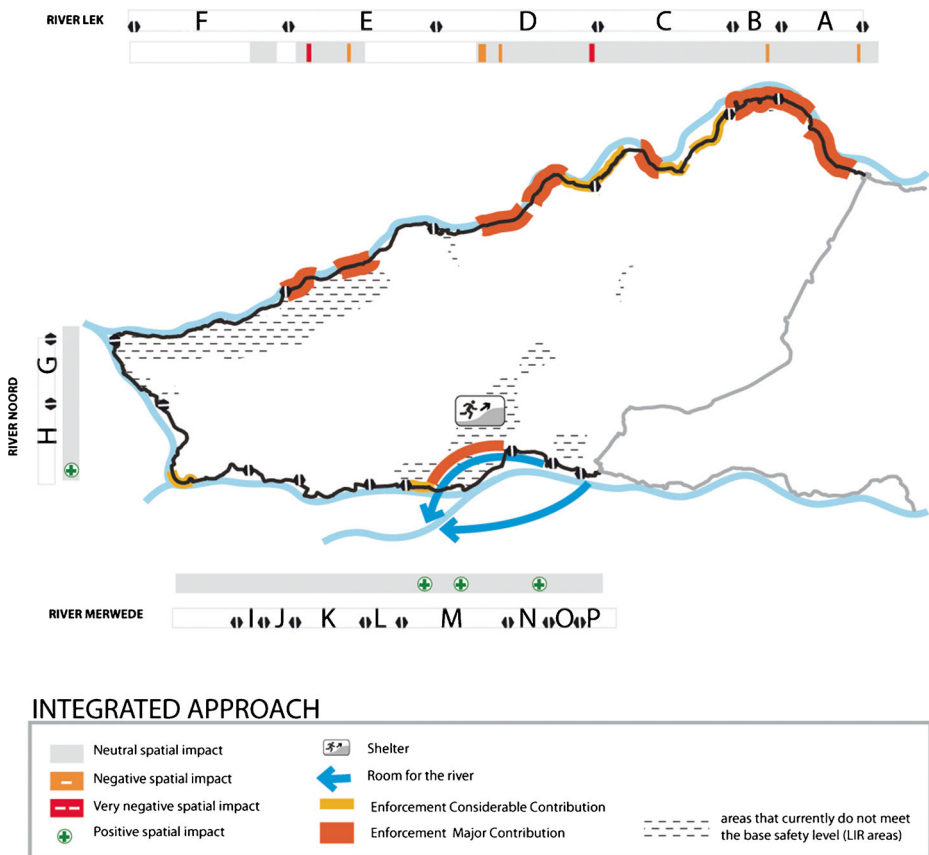 RIVER LEK
F E D C B A
RIVER NOORD
G
H
RIVER MERWEDE
I J K L M N O P
INTEGRATED APPROACH
Neutral spatial impact
Negative spatial impact
Very negative spatial impact
Positive spatial impact
Shelter
Room for the river
Enforcement Considerable Contribution
Enforcement Major Contribution
areas that currently do not meet
the base safety level (LIR areas)